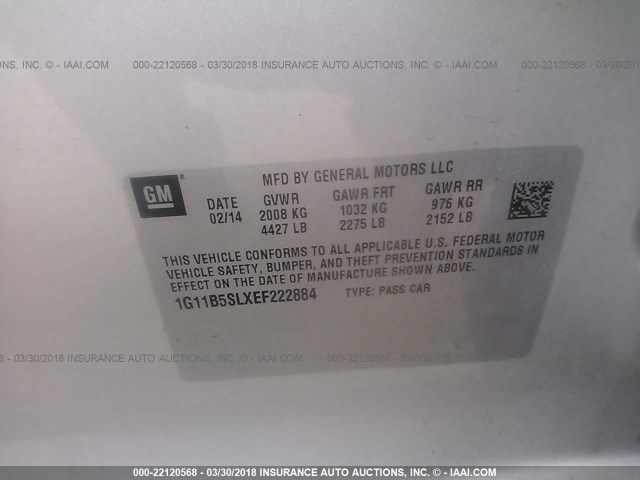 000-22120568 - 03/30/2018 INSURANCE AUTO AUCTIONS, INC. © - IAAI.COM
MFD BY GENERAL MOTORS LLC
GM ®
DATE GVWR GAWR FRT GAWR RR
02/14 2008 KG 1032 KG 976 KG
4427 LB 2275 LB 2152 LB
THIS VEHICLE CONFORMS TO ALL APPLICABLE U.S. FEDERAL MOTOR
VEHICLE SAFETY, BUMPER, AND THEFT PREVENTION STANDARDS IN
EFFECT ON THE DATE OF MANUFACTURE SHOWN ABOVE.
1G11B5SLXEF222884 TYPE: PASS CAR
000-22120568 - 03/30/2018 INSURANCE AUTO AUCTIONS, INC. © - IAAI.COM
000-22120568 - 03/30/2018 INSURANCE AUTO AUCTIONS, INC. © - IAAI.COM